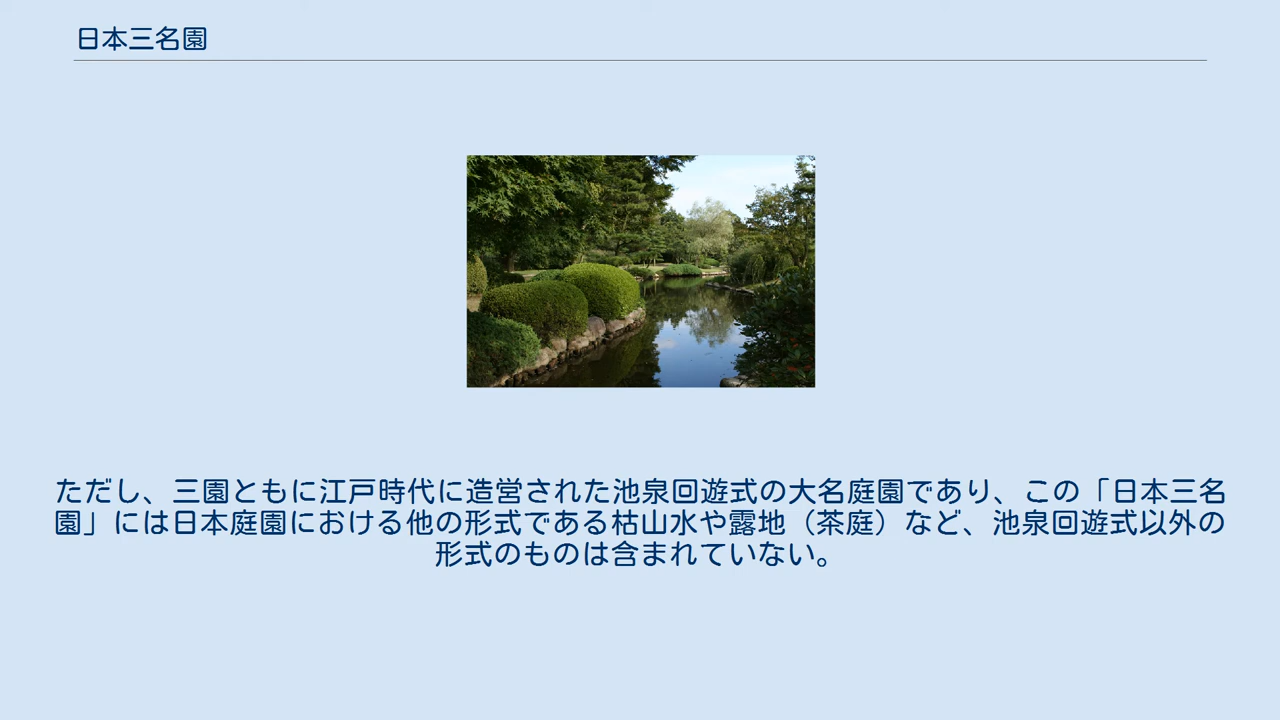 日本三名園
ただし、三園ともに江戸時代に造営された池泉回遊式の大名庭園であり、この「日本三名
園」には日本庭園における他の形式である枯山水や露地（茶庭）など、池泉回遊式以外の
形式のものは含まれていない。